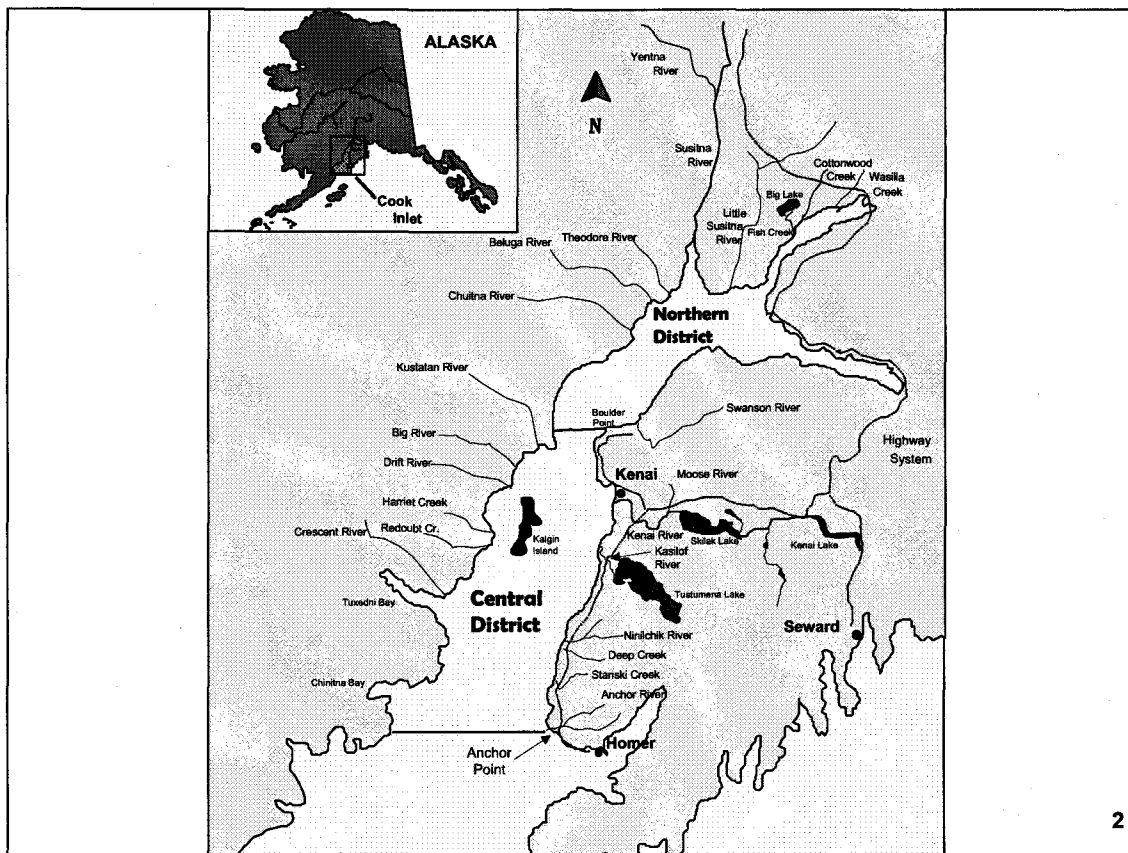 ALASKA
Cook
Inlet
Yentna
River
N
Susitna
River
Cottonwood
Creek
Wasilla
Creek
Big Lake
Little
Susitna
River
Fish Creek
Beluga River
Theodore River
Chuitna River
Northern
District
Kustatan River
Boulder
Point
Swanson River
Big River
Highway
System
Drift River
Kenai
Moose River
Harriet Creek
Crescent River
Redoubt Cr.
Kalgin
Island
Kenai River
Skilak Lake
Kenai Lake
Kasilof
River
Tustumena Lake
Tuxedni Bay
Central
District
Seward
Ninilchik River
Deep Creek
Stanski Creek
Chinitna Bay
Anchor River
Homer
Anchor
Point
2